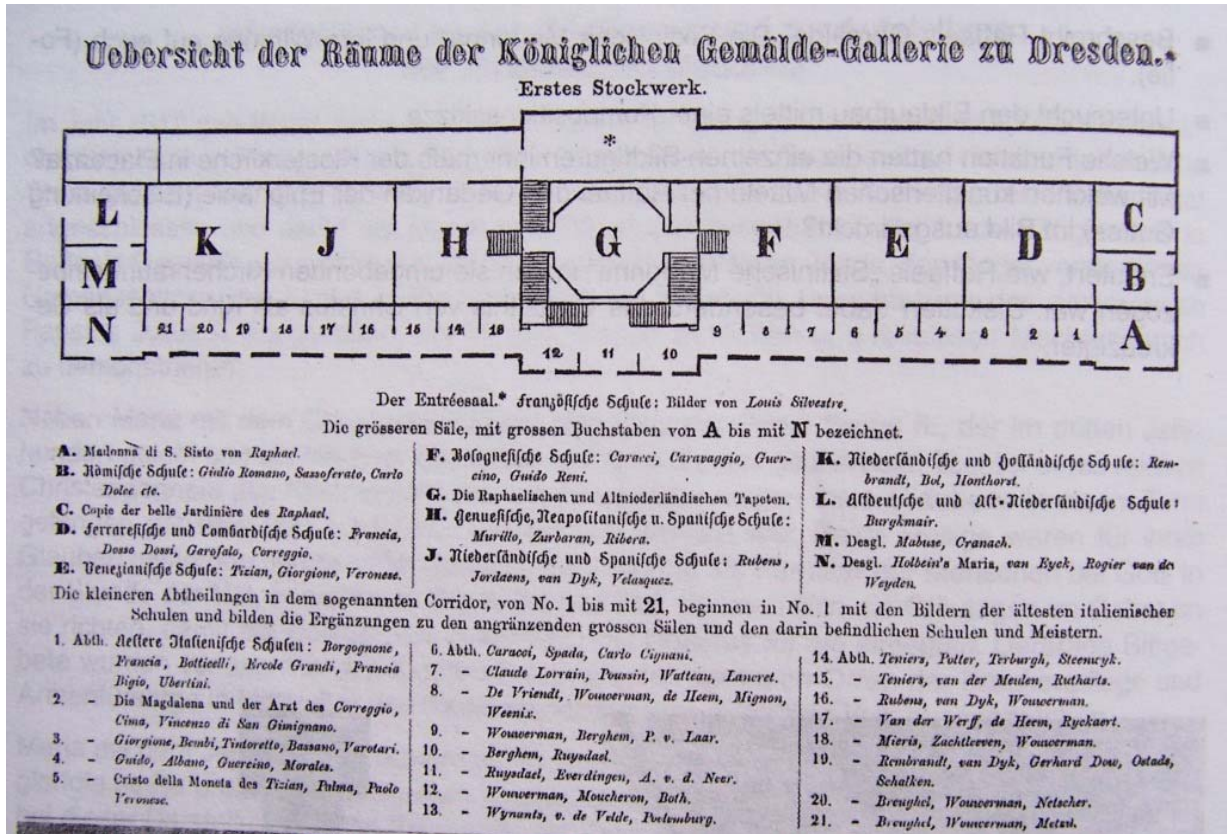 Uebersicht der Räume der Königlichen Gemälde-Gallerie zu Dresden.*
Erstes Stockwerk.
*
L K J H G F E D C
M B
N 21 20 19 18 17 16 15 14 13 9 8 7 6 5 4 3 2 1 A
12 11 10
Der Entréesaal.* Französische Schule: Bilder von Louis Silvestre.
Die grösseren Säle, mit grossen Buchstaben von A bis mit N bezeichnet.
A. Madonna di S. Sisto von Raphael.
B. Römische Schule: Giulio Romano, Sassoferato, Carlo
Dolce etc.
C. Copie der belle Jardinière des Raphael.
D. Ferraresische und Lombardische Schule: Francia,
Dosso Dossi, Garofalo, Correggio.
E. Venezianische Schule: Tizian, Giorgione, Veronese.
F. Bolognesische Schule: Caracci, Caravaggio, Guer-
cino, Guido Reni.
G. Die Raphaelischen und Altniederländischen Tapeten.
H. Genuesische, Neapolitanische u. Spanische Schule:
Murillo, Zurbaran, Ribera.
J. Niederländische und Spanische Schule: Rubens,
Jordaens, van Dyk, Velasquez.
K. Niederländische und Holländische Schule: Rem-
brandt, Bol, Honthorst.
L. Altdeutsche und Alt-Niederländische Schule:
Burgkmair.
M. Desgl. Mabuse, Cranach.
N. Desgl. Holbein's Maria, van Eyck, Rogier van der
Weyden.
Die kleineren Abtheilungen in dem sogenannten Corridor, von No. 1 bis mit 21, beginnen in No. 1 mit den Bildern der ältesten italienischen
Schulen und bilden die Ergänzungen zu den angränzenden grossen Sälen und den darin befindlichen Schulen und Meistern.
1. Abth. Aeltere Italienische Schulen: Borgognone,
Francia, Botticelli, Ercole Grandi, Francia
Bigio, Ubertini.
2. - Die Magdalena und der Arzt des Correggio,
Cima, Vincenzo di San Gimignano.
3. - Giorgione, Bembi, Tintoretto, Bassano, Varotari.
4. - Guido, Albano, Guercino, Morales.
5. - Cristo della Moneta des Tizian, Palma, Paolo
Veronese.
6. Abth. Caracci, Spada, Carlo Cignani.
7. - Claude Lorrain, Poussin, Watteau, Lancret.
8. - De Vriendt, Wouwerman, de Heem, Mignon,
Weenix.
9. - Wouwerman, Berghem, P. v. Laar.
10. - Berghem, Ruysdael.
11. - Ruysdael, Everdingen, A. v. d. Neer.
12. - Wouwerman, Moucheron, Both.
13. - Wynants, v. de Velde, Poelemburg.
14. Abth. Teniers, Potter, Terburgh, Steenwyk.
15. - Teniers, van der Meulen, Rutharts.
16. - Rubens, van Dyk, Wouwerman.
17. - Van der Werff, de Heem, Ryckaert.
18. - Mieris, Zachtleeven, Wouwerman.
19. - Rembrandt, van Dyk, Gerhard Dow, Ostade,
Schalken.
20. - Breughel, Wouwerman, Netscher.
21. - Breughel, Wouwerman, Metzu.